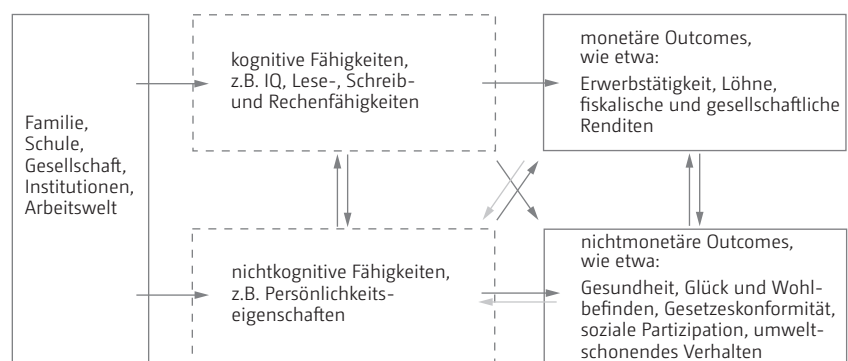 Familie,
Schule,
Gesellschaft,
Institutionen,
Arbeitswelt
kognitive Fähigkeiten,
z.B. IQ, Lese-, Schreib-
und Rechenfähigkeiten
monetäre Outcomes,
wie etwa:
Erwerbstätigkeit, Löhne,
fiskalische und gesellschaftliche
Renditen
nichtkognitive Fähigkeiten,
z.B. Persönlichkeits-
eigenschaften
nichtmonetäre Outcomes,
wie etwa:
Gesundheit, Glück und Wohl-
befinden, Gesetzeskonformität,
soziale Partizipation, umwelt-
schonendes Verhalten